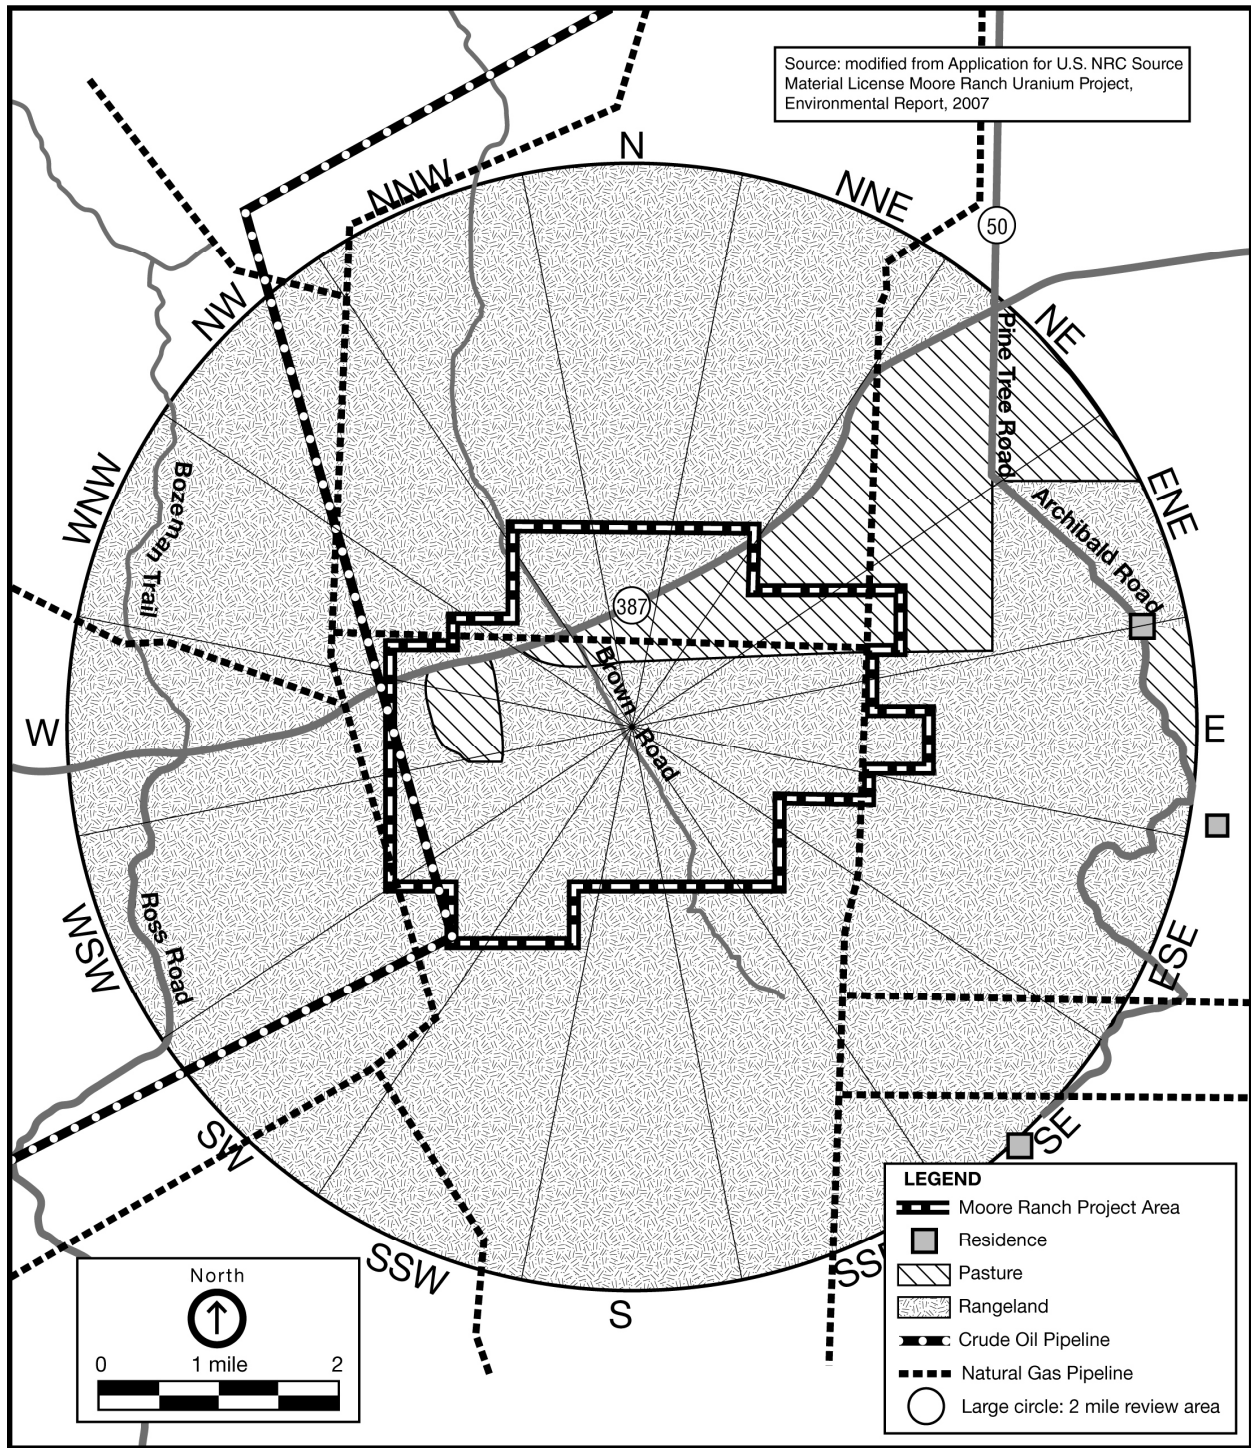 Source: modified from Application for U.S. NRC Source
Material License Moore Ranch Uranium Project,
Environmental Report, 2007
N
NNW
NNE
50
NW
NE
Pine Tree Road
WNW
Bozeman Trail
ENE
Archibald Road
387
Brown Road
W
E
WSW
Ross Road
ESE
SW
SE
SSW
SSE
S
LEGEND
Moore Ranch Project Area
Residence
Pasture
Rangeland
Crude Oil Pipeline
Natural Gas Pipeline
Large circle: 2 mile review area
North
0 1 mile 2